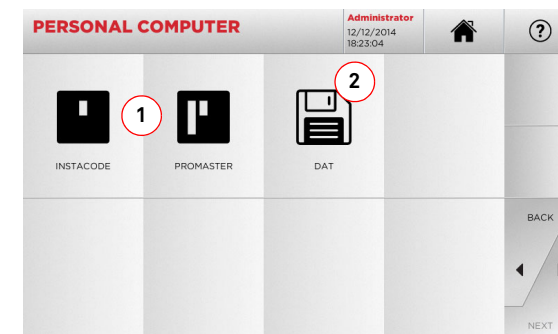 PERSONAL COMPUTER
Administrator
12/12/2014
18:23:04
?
1
2
INSTACODE
PROMASTER
DAT
BACK
NEXT